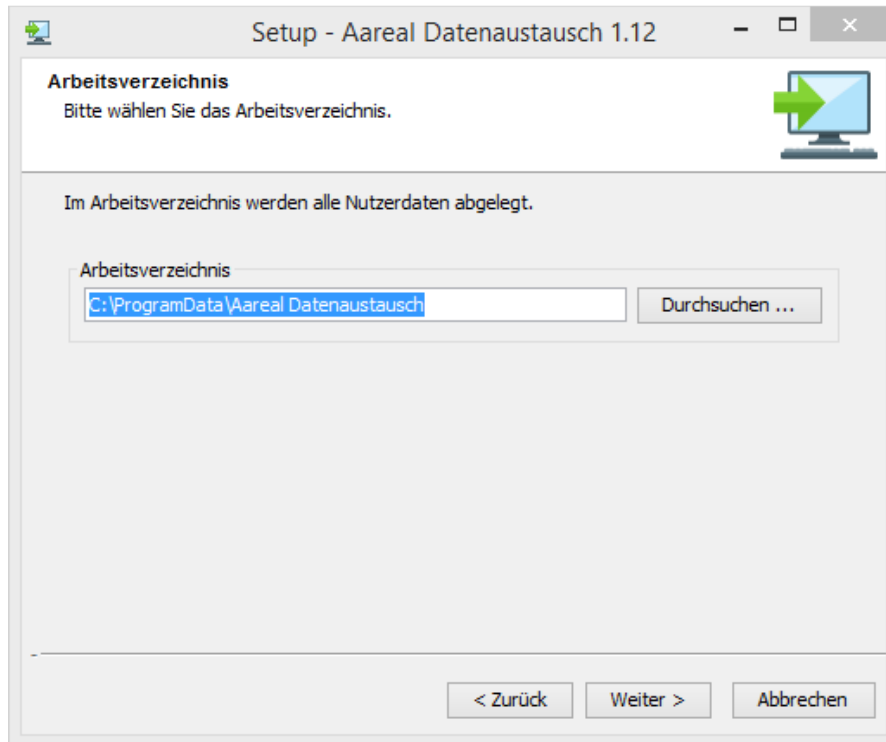 Setup - Aareal Datenaustausch 1.12
Arbeitsverzeichnis
Bitte wählen Sie das Arbeitsverzeichnis.
Im Arbeitsverzeichnis werden alle Nutzerdaten abgelegt.
Arbeitsverzeichnis
C:\ProgramData\Aareal Datenaustausch
Durchsuchen ...
< Zurück
Weiter >
Abbrechen